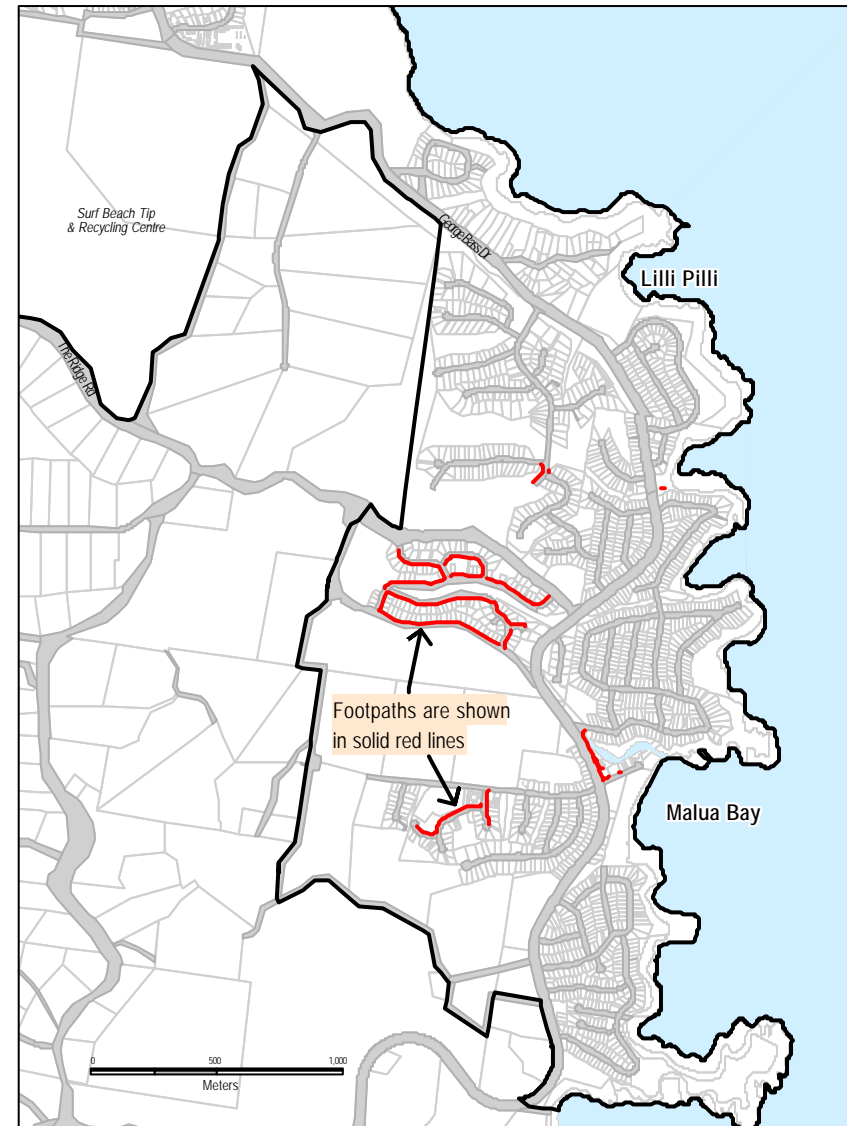 Surf Beach Tip
& Recycling Centre
George Bass Dr
Lilli Pilli
The Ridge Rd
Footpaths are shown
in solid red lines
Malua Bay
0 500 1,000
Meters